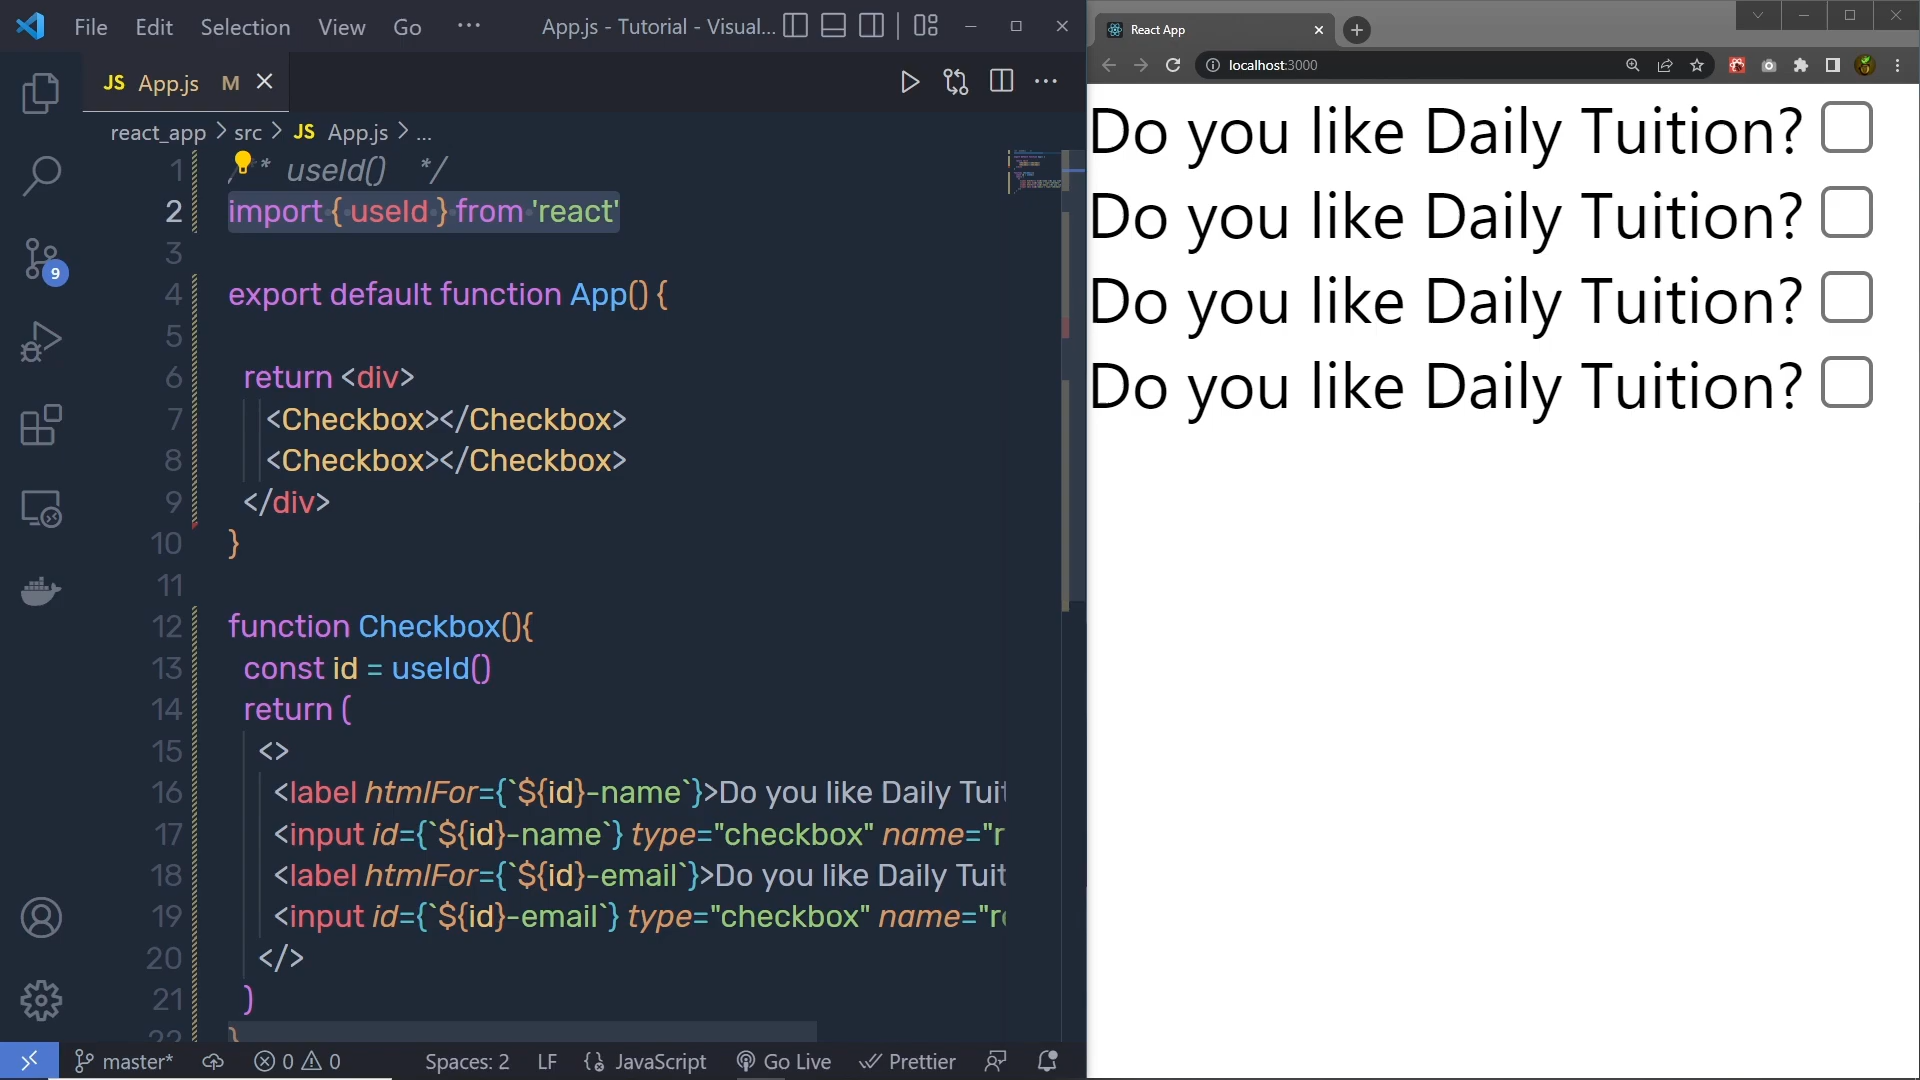 File Edit Selection View Go ··· App.js - Tutorial - Visual...
JS App.js M
react_app > src > JS App.js > ...
1 /** useId() */
2 import { useId } from 'react'
3
4 export default function App() {
5
6 return <div>
7 <Checkbox></Checkbox>
8 <Checkbox></Checkbox>
9 </div>
10 }
11
12 function Checkbox(){
13 const id = useId()
14 return (
15 <>
16 <label htmlFor={`${id}-name`}>Do you like Daily Tuit
17 <input id={`${id}-name`} type="checkbox" name="r
18 <label htmlFor={`${id}-email`}>Do you like Daily Tuit
19 <input id={`${id}-email`} type="checkbox" name="re
20 </>
21 )
22 }
9
master* 0 0 Spaces: 2 LF {} JavaScript Go Live Prettier
React App
localhost:3000
Do you like Daily Tuition?
Do you like Daily Tuition?
Do you like Daily Tuition?
Do you like Daily Tuition?